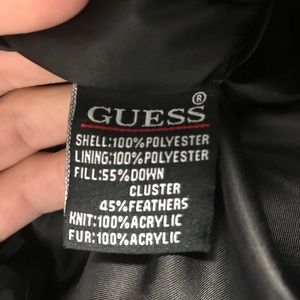 GUESS®
SHELL:100%POLYESTER
LINING:100%POLYESTER
FILL:55%DOWN
CLUSTER
45%FEATHERS
KNIT:100%ACRYLIC
FUR:100%ACRYLIC